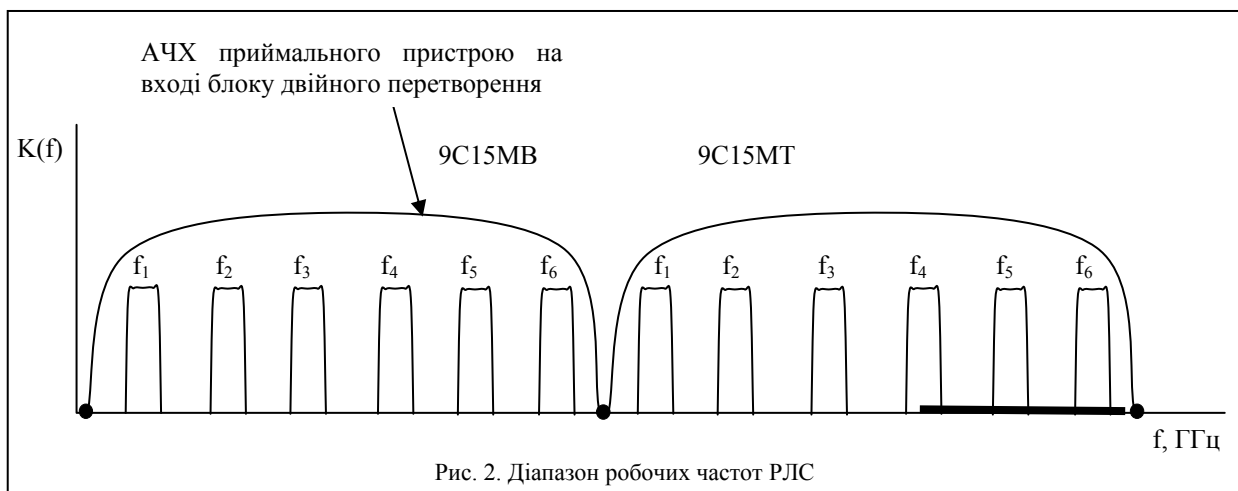 АЧХ приймального пристрою на
вході блоку двійного перетворення
K(f)
9С15МВ
9С15МТ
f₁ f₂ f₃ f₄ f₅ f₆ f₁ f₂ f₃ f₄ f₅ f₆
f, ГГц
Рис. 2. Діапазон робочих частот РЛС